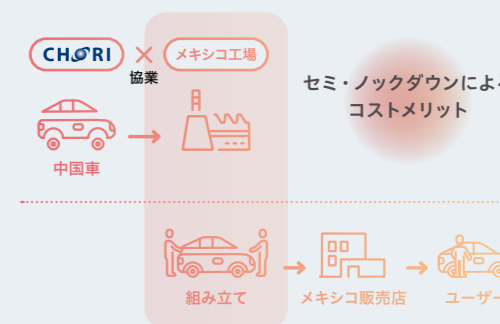 CHORI × メキシコ工場
協業
セミ・ノックダウンによ
コストメリット
中国車
組み立て
メキシコ販売店
ユーザー